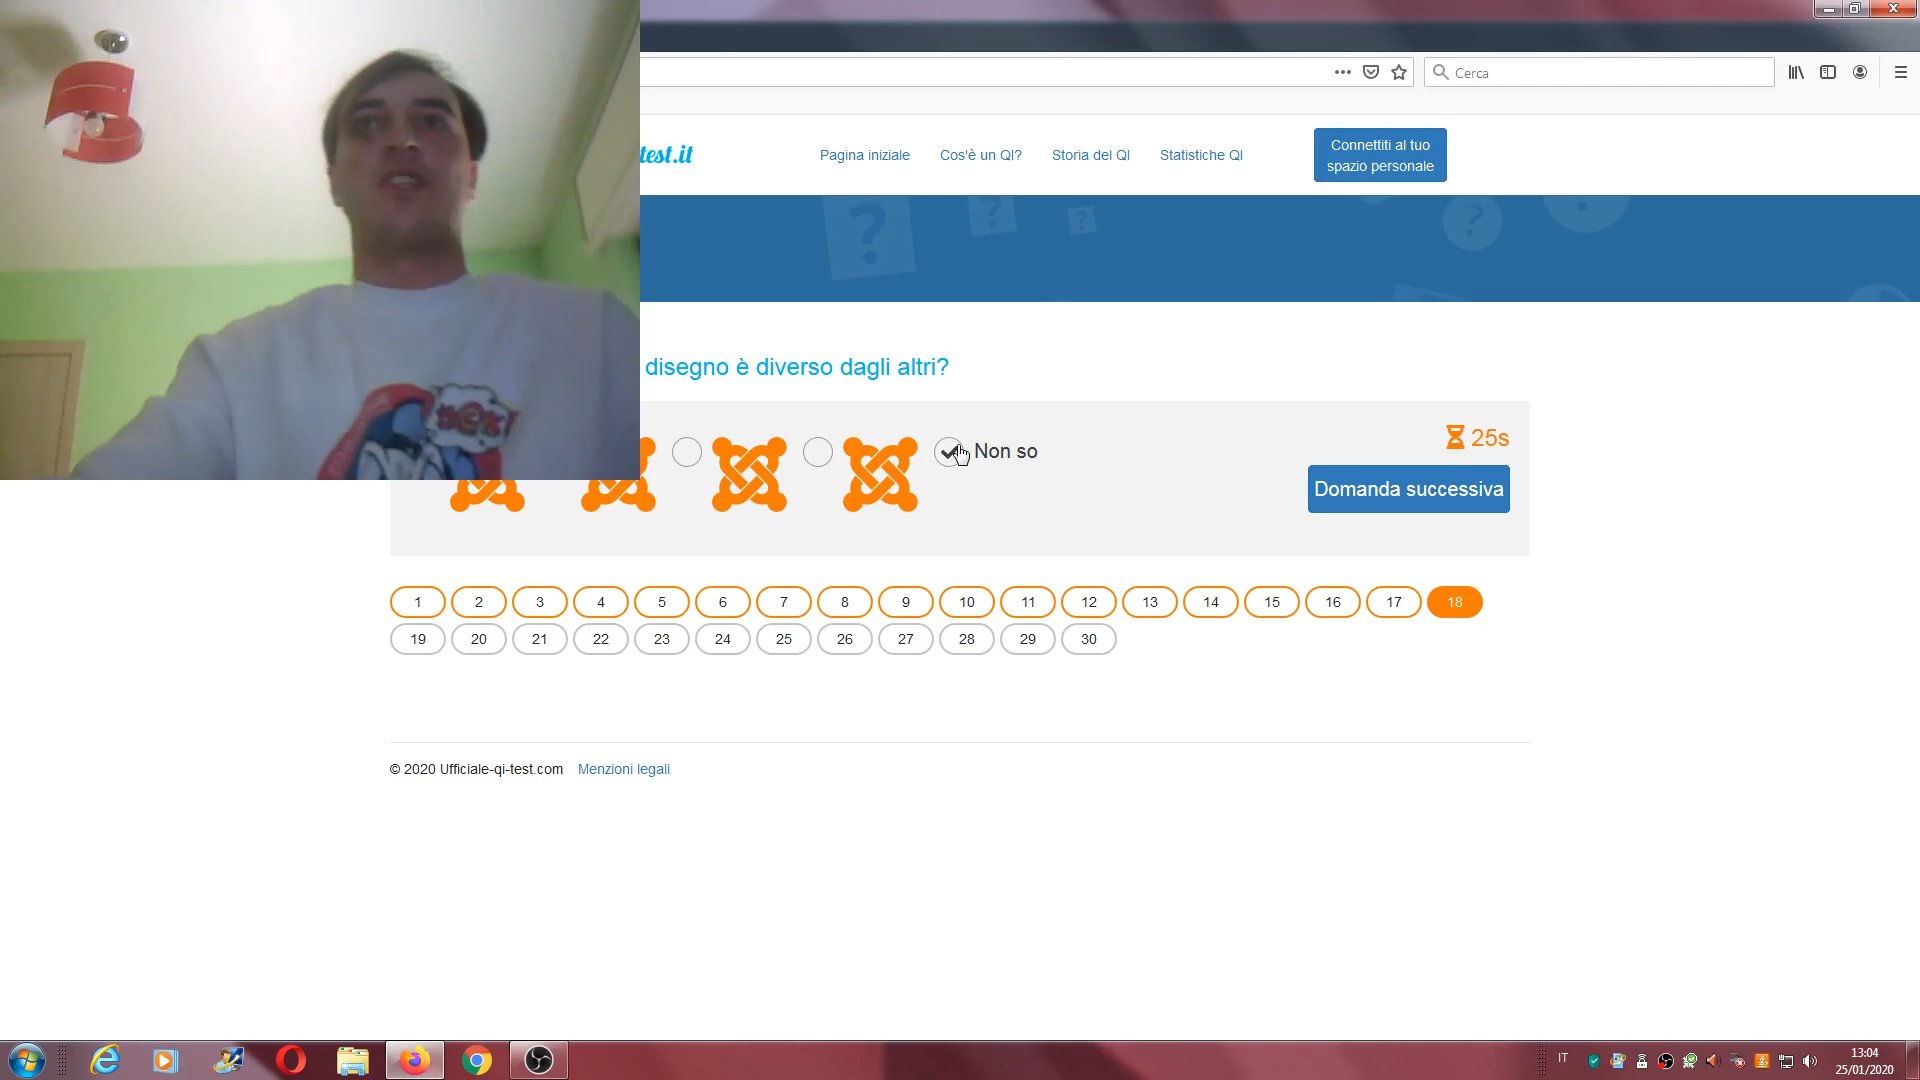 Cerca
test.it
Pagina iniziale
Cos'è un QI?
Storia del QI
Statistiche QI
Connettiti al tuo
spazio personale
disegno è diverso dagli altri?
Non so
25s
Domanda successiva
1 2 3 4 5 6 7 8 9 10 11 12 13 14 15 16 17 18
19 20 21 22 23 24 25 26 27 28 29 30
© 2020 Ufficiale-qi-test.com Menzioni legali
IT
13:04
25/01/2020